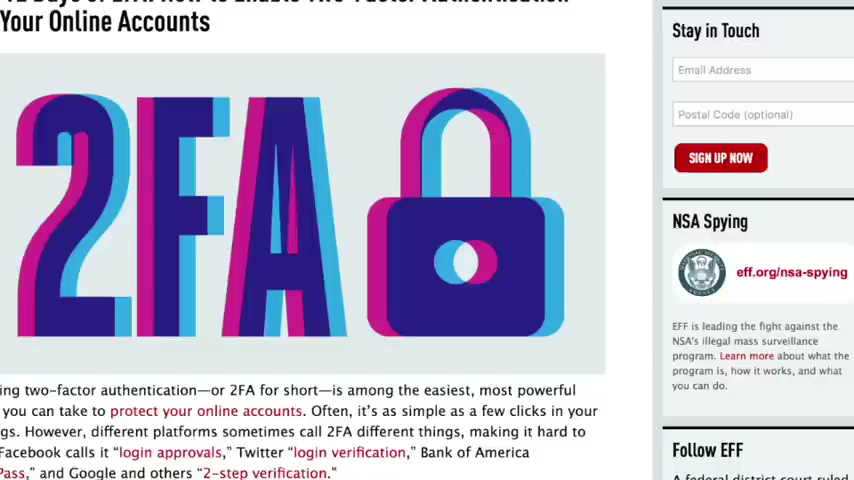 Your Online Accounts
2FA
ing two-factor authentication—or 2FA for short—is among the easiest, most powerful
you can take to protect your online accounts. Often, it’s as simple as a few clicks in your
gs. However, different platforms sometimes call 2FA different things, making it hard to
Facebook calls it “login approvals,” Twitter “login verification,” Bank of America
Pass,” and Google and others “2-step verification.”
Stay in Touch
Email Address
Postal Code (optional)
SIGN UP NOW
NSA Spying
eff.org/nsa-spying
EFF is leading the fight against the
NSA’s illegal mass surveillance
program. Learn more about what the
program is, how it works, and what
you can do.
Follow EFF
A federal district court ruled